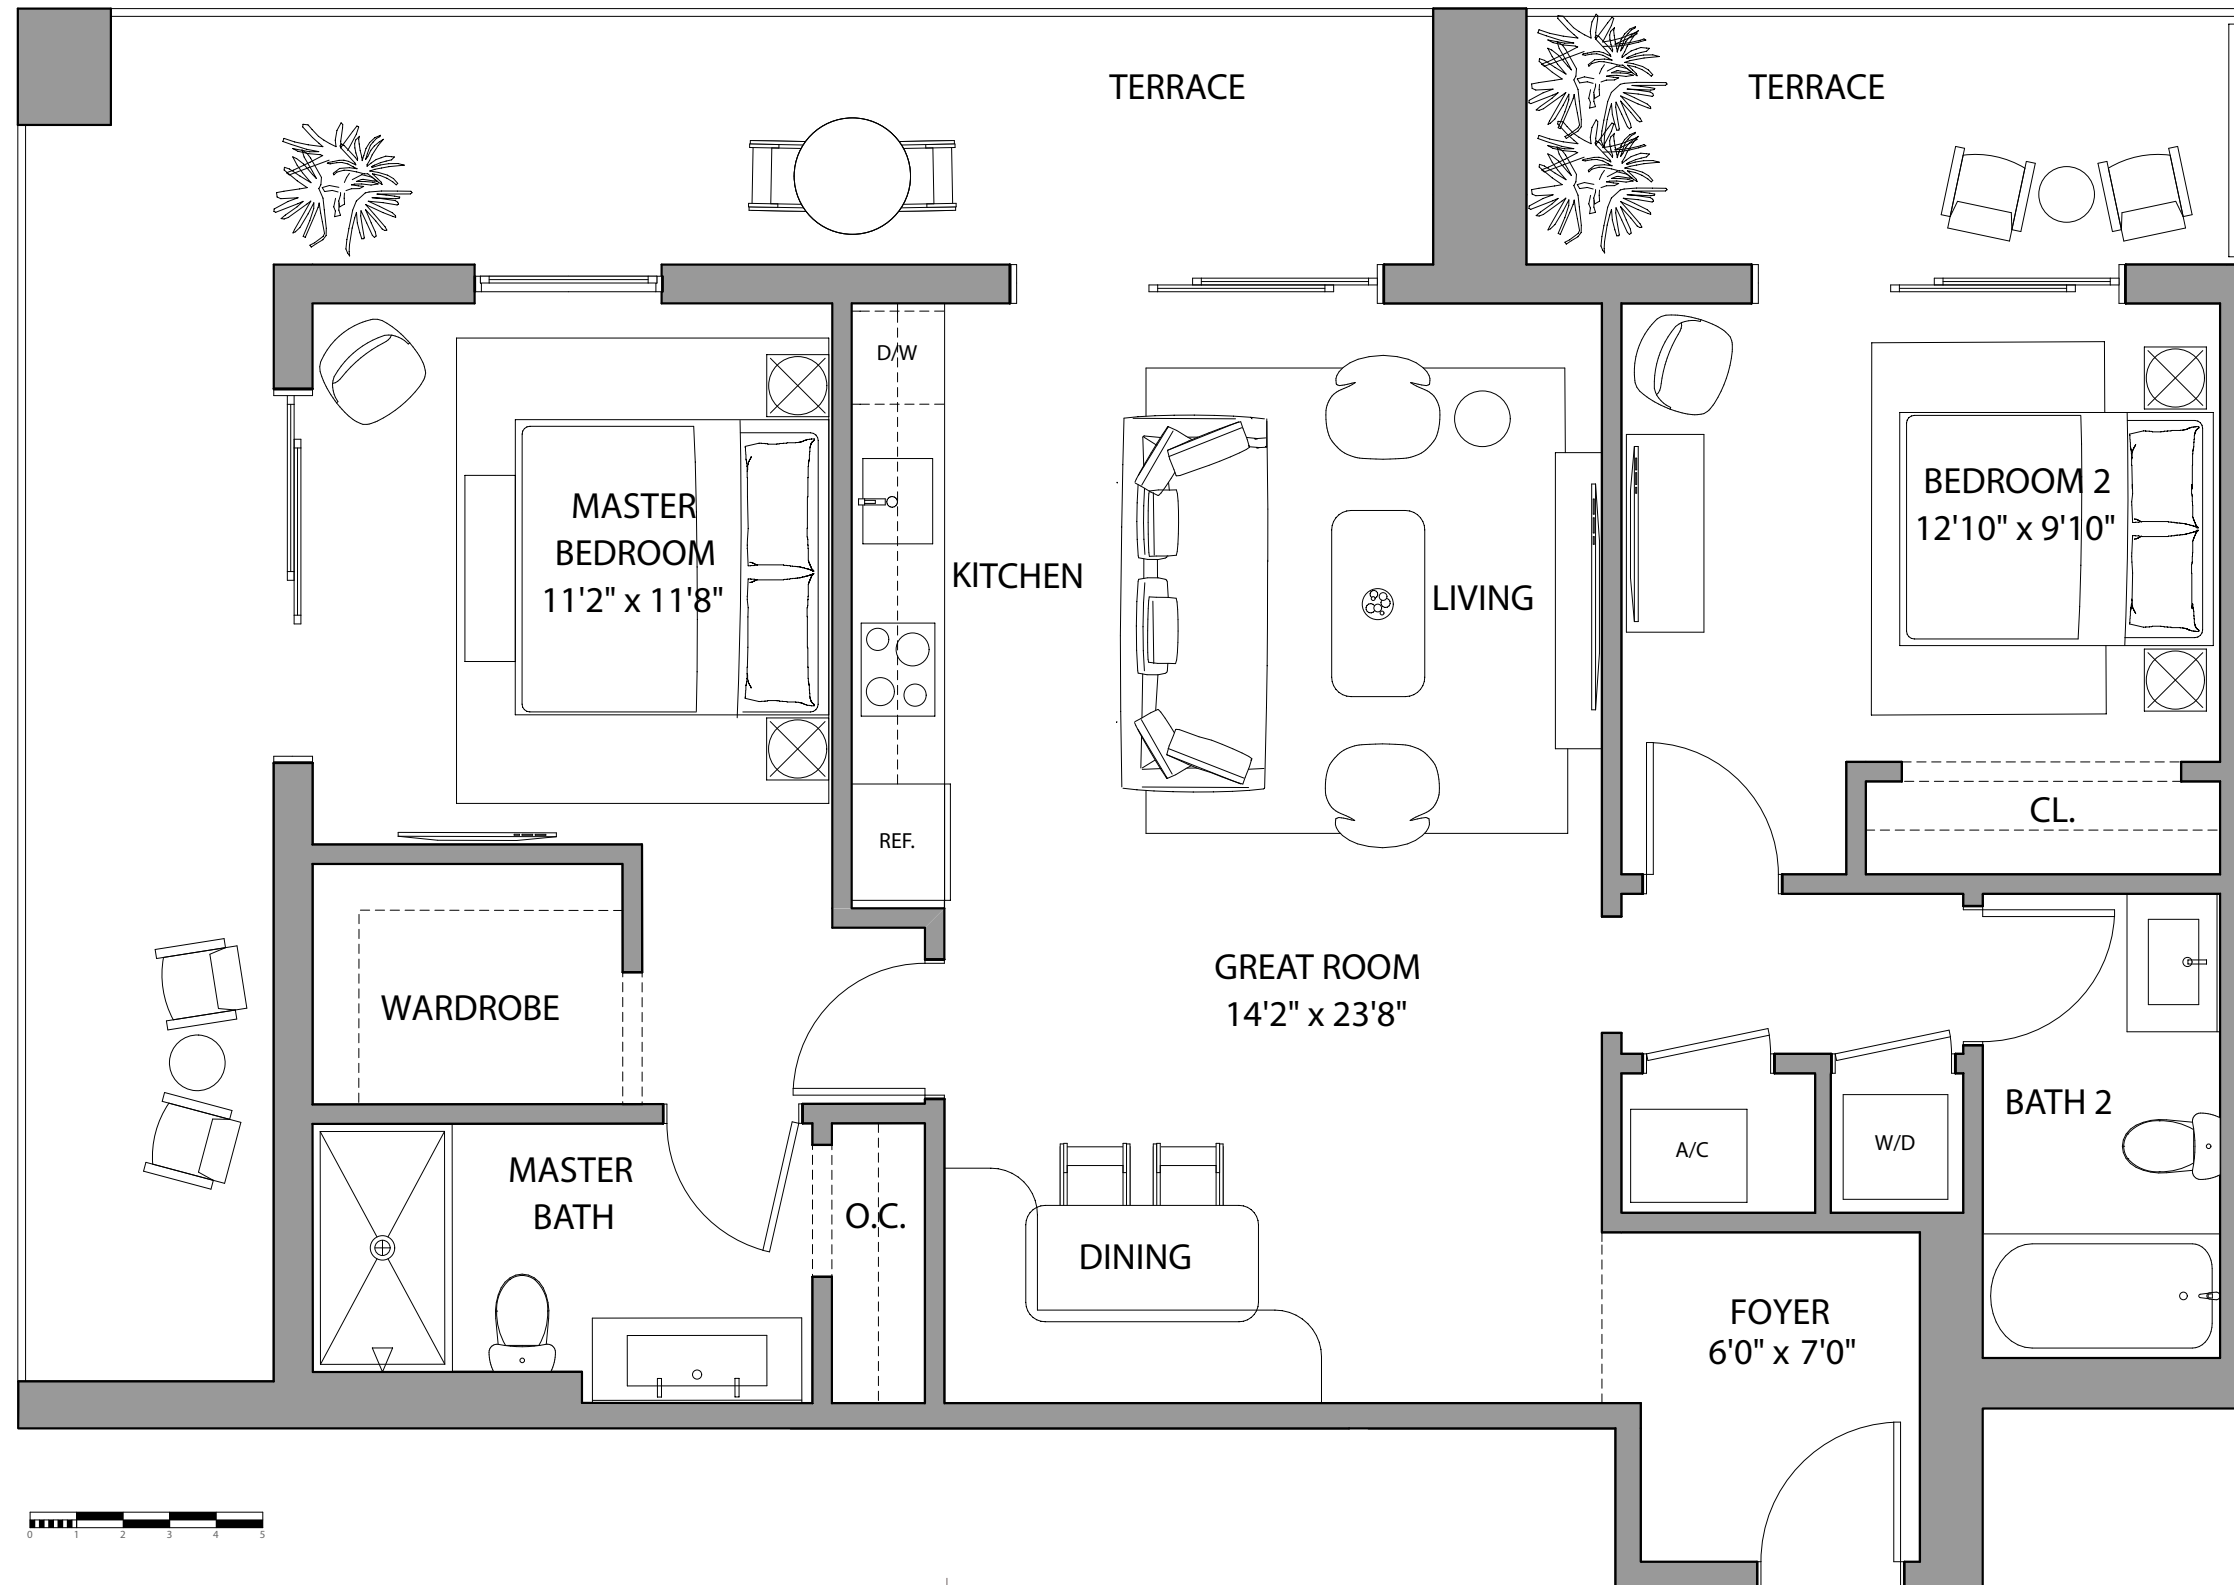 TERRACE
TERRACE
D/W
MASTER
BEDROOM
11'2" x 11'8"
KITCHEN
LIVING
BEDROOM 2
12'10" x 9'10"
CL.
REF.
WARDROBE
GREAT ROOM
14'2" x 23'8"
BATH 2
A/C
W/D
MASTER
BATH
O.C.
DINING
FOYER
6'0" x 7'0"
0 1 2 3 4 5